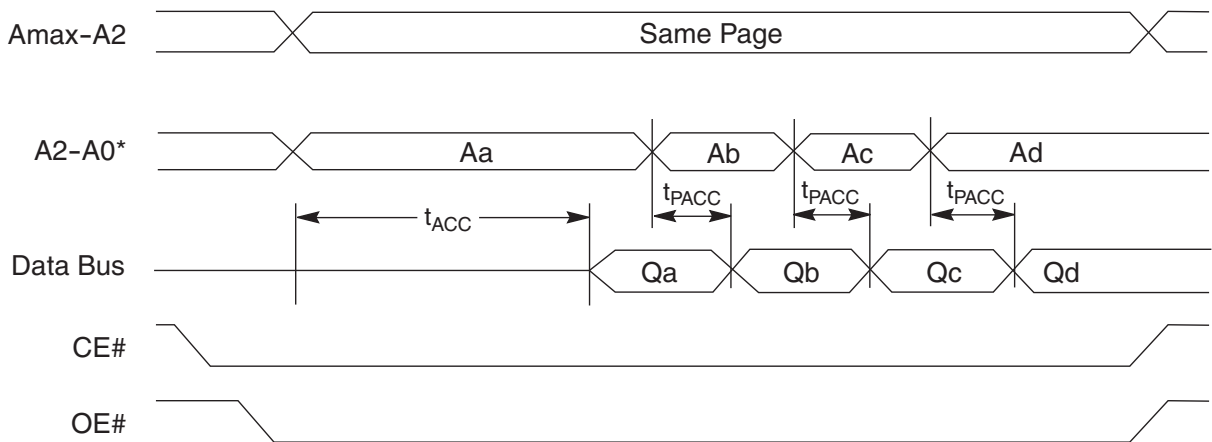 Amax-A2 Same Page
A2-A0* Aa Ab Ac Ad
tACC tPACC tPACC tPACC
Data Bus Qa Qb Qc Qd
CE#
OE#